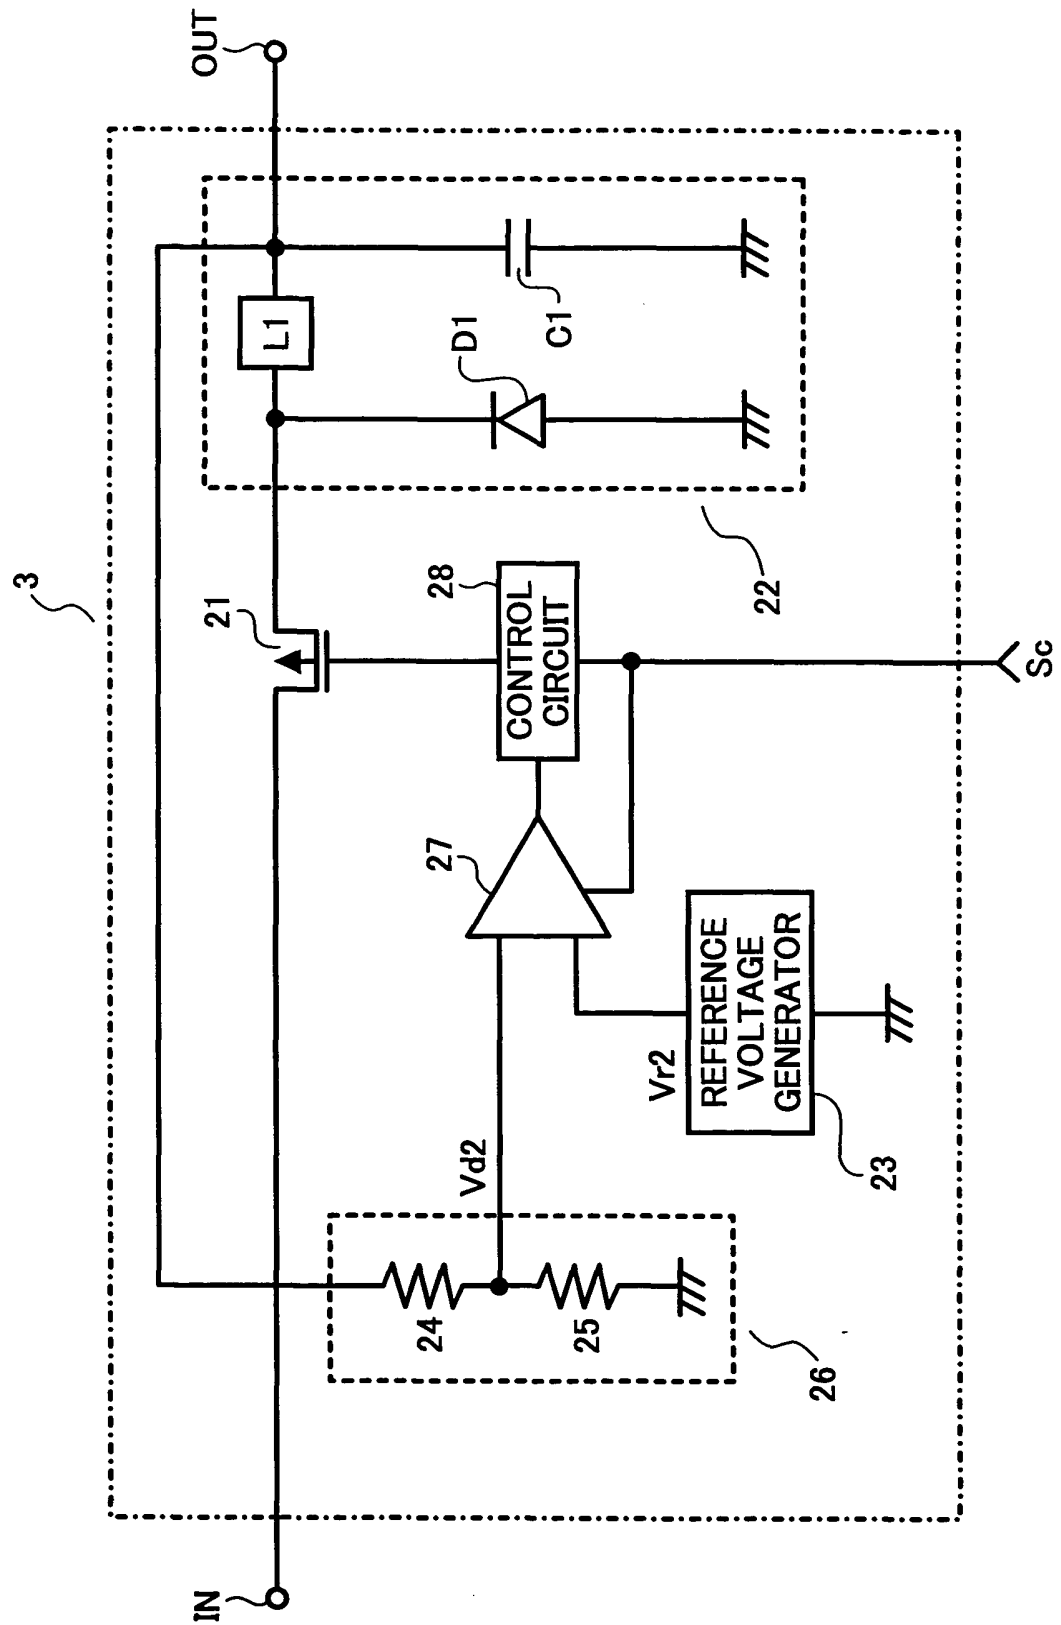 3
IN
OUT
21
L1
D1
C1
22
28
CONTROL
CIRCUIT
27
Vd2
24
25
26
Vr2
REFERENCE
VOLTAGE
GENERATOR
23
Sc